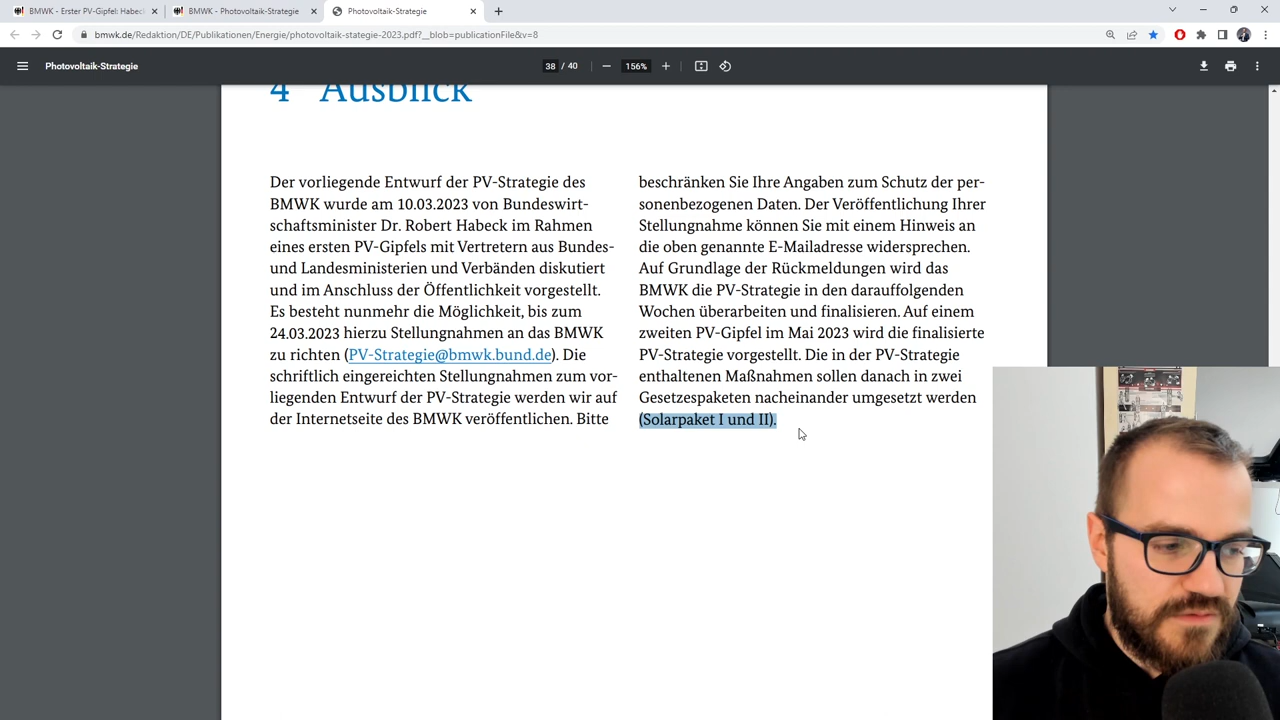 BMWK - Erster PV-Gipfel: Habeck
BMWK - Photovoltaik-Strategie
Photovoltaik-Strategie
bmwk.de/Redaktion/DE/Publikationen/Energie/photovoltaik-stategie-2023.pdf?__blob=publicationFile&v=8
Photovoltaik-Strategie
38 / 40
156%
4 Ausblick
Der vorliegende Entwurf der PV-Strategie des
BMWK wurde am 10.03.2023 von Bundeswirt-
schaftsminister Dr. Robert Habeck im Rahmen
eines ersten PV-Gipfels mit Vertretern aus Bundes-
und Landesministerien und Verbänden diskutiert
und im Anschluss der Öffentlichkeit vorgestellt.
Es besteht nunmehr die Möglichkeit, bis zum
24.03.2023 hierzu Stellungnahmen an das BMWK
zu richten (PV-Strategie@bmwk.bund.de). Die
schriftlich eingereichten Stellungnahmen zum vor-
liegenden Entwurf der PV-Strategie werden wir auf
der Internetseite des BMWK veröffentlichen. Bitte
beschränken Sie Ihre Angaben zum Schutz der per-
sonenbezogenen Daten. Der Veröffentlichung Ihrer
Stellungnahme können Sie mit einem Hinweis an
die oben genannte E-Mailadresse widersprechen.
Auf Grundlage der Rückmeldungen wird das
BMWK die PV-Strategie in den darauffolgenden
Wochen überarbeiten und finalisieren. Auf einem
zweiten PV-Gipfel im Mai 2023 wird die finalisierte
PV-Strategie vorgestellt. Die in der PV-Strategie
enthaltenen Maßnahmen sollen danach in zwei
Gesetzespaketen nacheinander umgesetzt werden
(Solarpaket I und II).